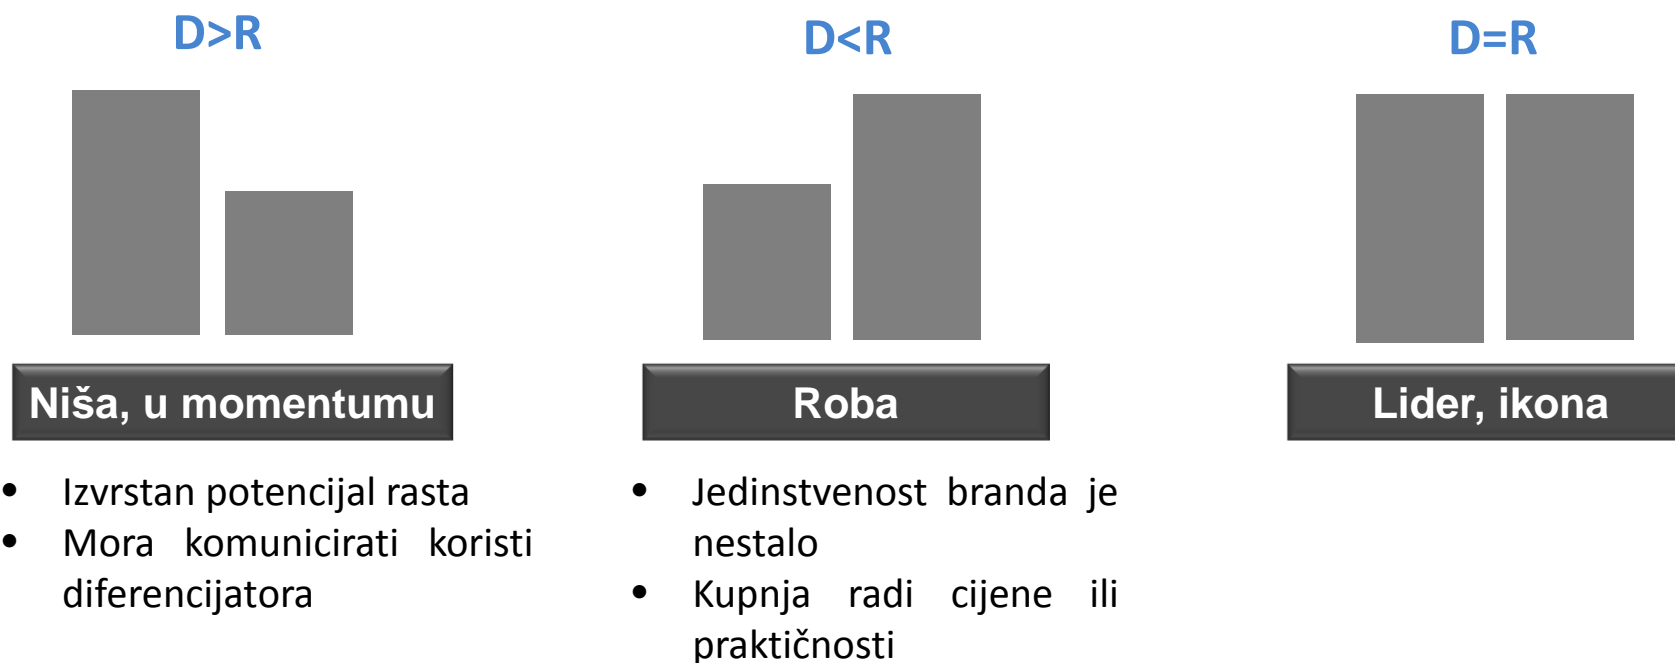 D>R
Niša, u momentumu
• Izvrstan potencijal rasta
• Mora komunicirati koristi
diferencijatora
D<R
Roba
• Jedinstvenost branda je
nestalo
• Kupnja radi cijene ili
praktičnosti
D=R
Lider, ikona